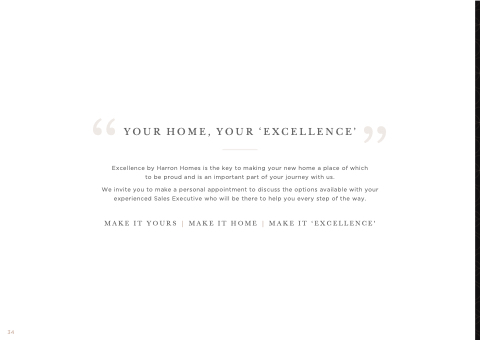 “ YOUR HOME, YOUR ‘EXCELLENCE’ ”
Excellence by Harron Homes is the key to making your new home a place of which
to be proud and is an important part of your journey with us.
We invite you to make a personal appointment to discuss the options available with your
experienced Sales Executive who will be there to help you every step of the way.
MAKE IT YOURS | MAKE IT HOME | MAKE IT ‘EXCELLENCE’
34